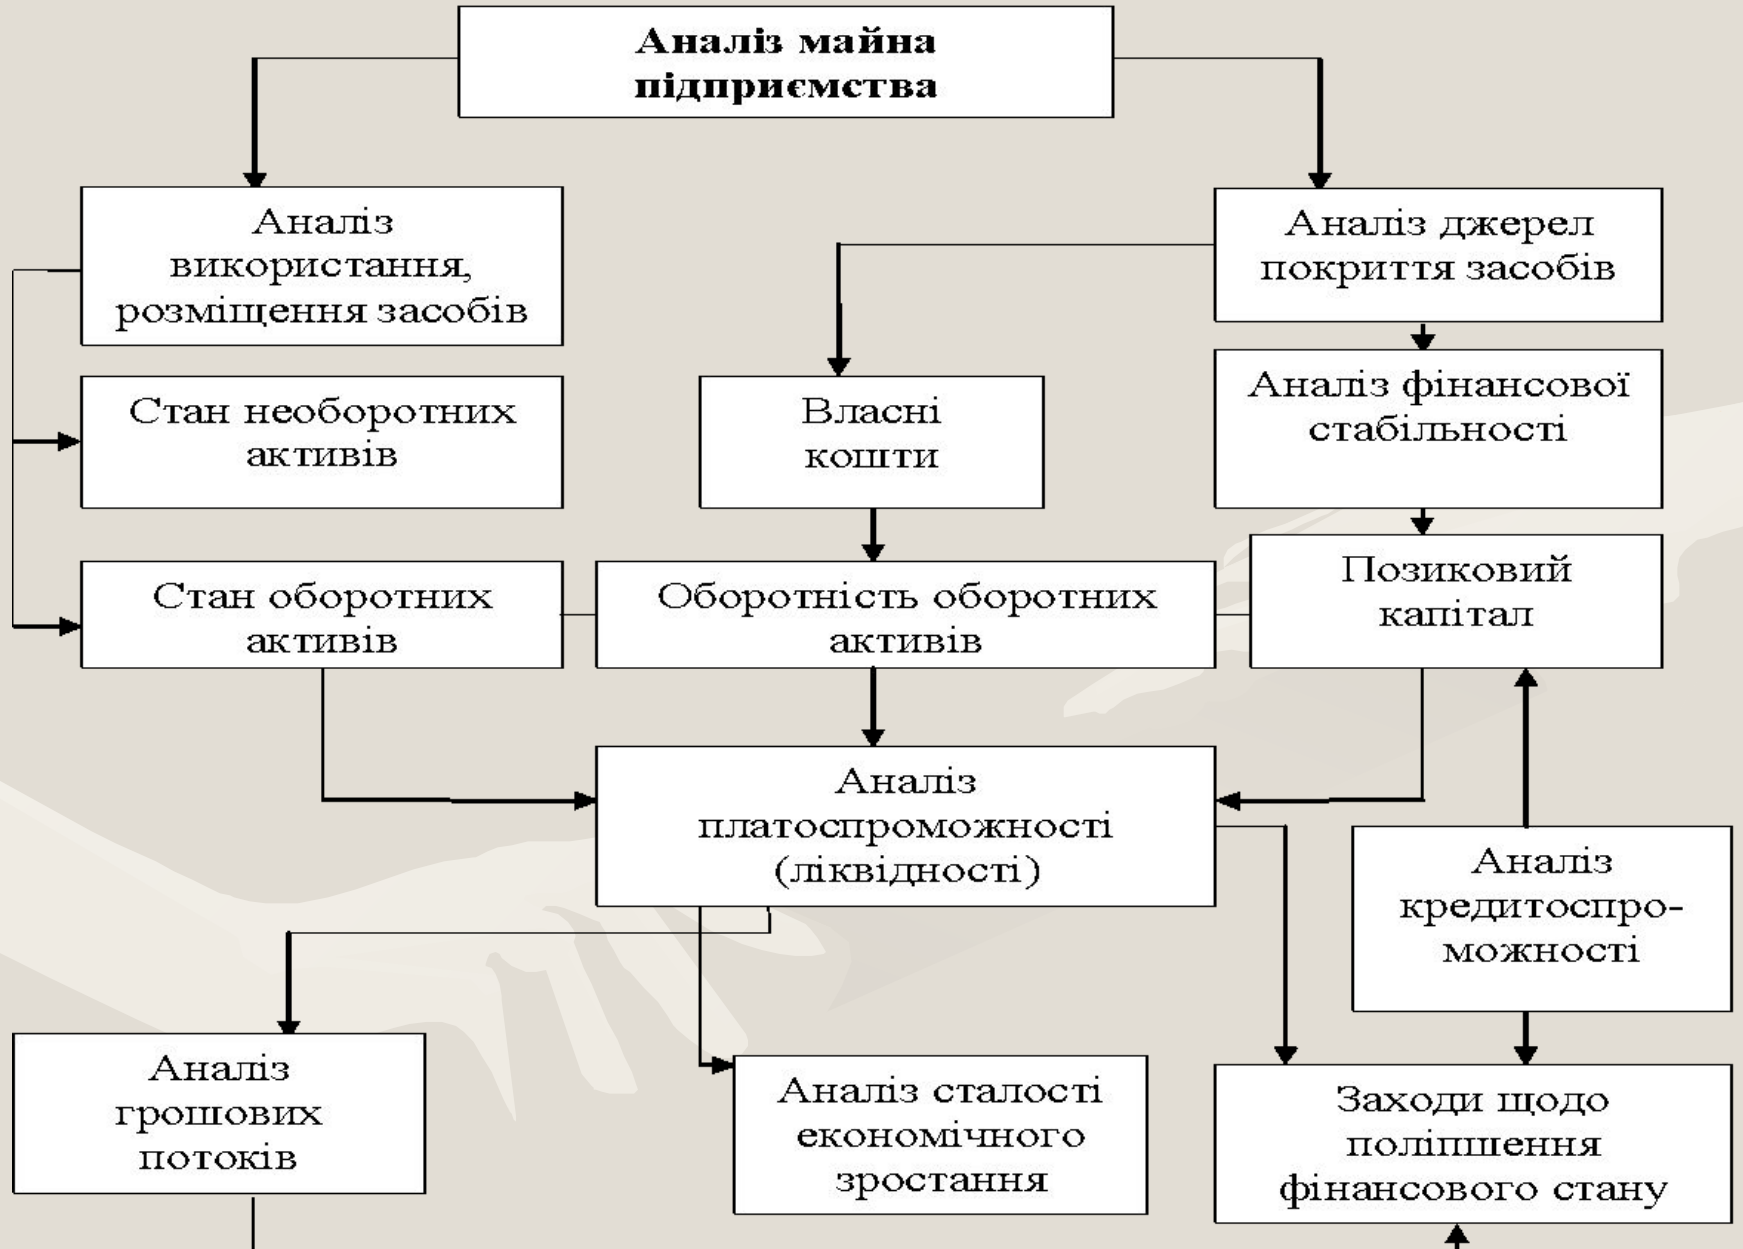 Аналіз майна
підприємства
Аналіз
використання,
розміщення засобів
Аналіз джерел
покриття засобів
Стан необоротних
активів
Власні
кошти
Аналіз фінансової
стабільності
Стан оборотних
активів
Оборотність оборотних
активів
Позиковий
капітал
Аналіз
платоспроможності
(ліквідності)
Аналіз
кредитоспро-
можності
Аналіз
грошових
потоків
Аналіз сталості
економічного
зростання
Заходи щодо
поліпшення
фінансового стану